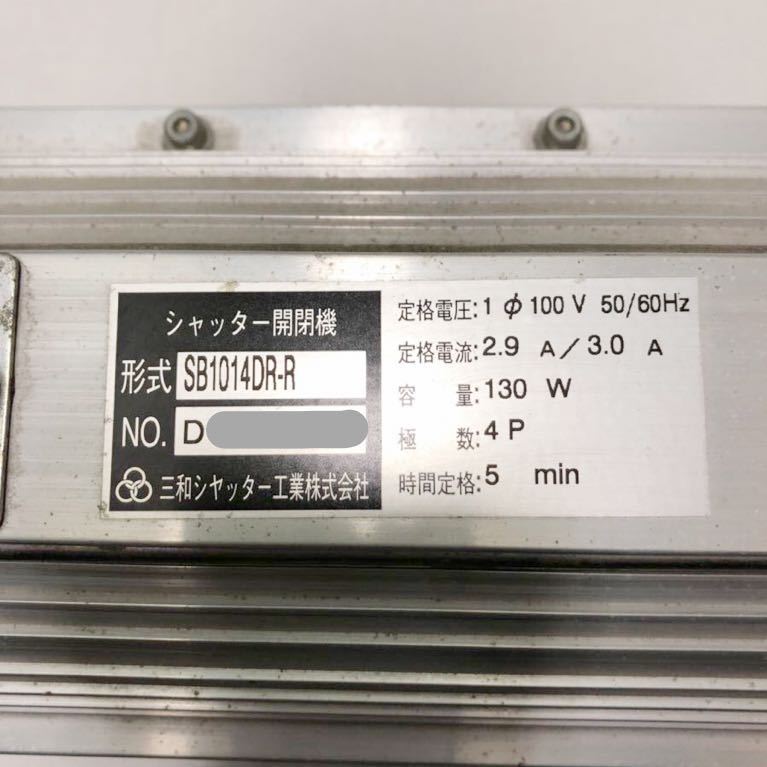 シャッター開閉機
形式 SB1014DR-R
NO. D
三和シヤッター工業株式会社
定格電圧:1 φ 100 V 50/60Hz
定格電流:2.9 A/3.0 A
容 量:130 W
極 数:4 P
時間定格:5 min